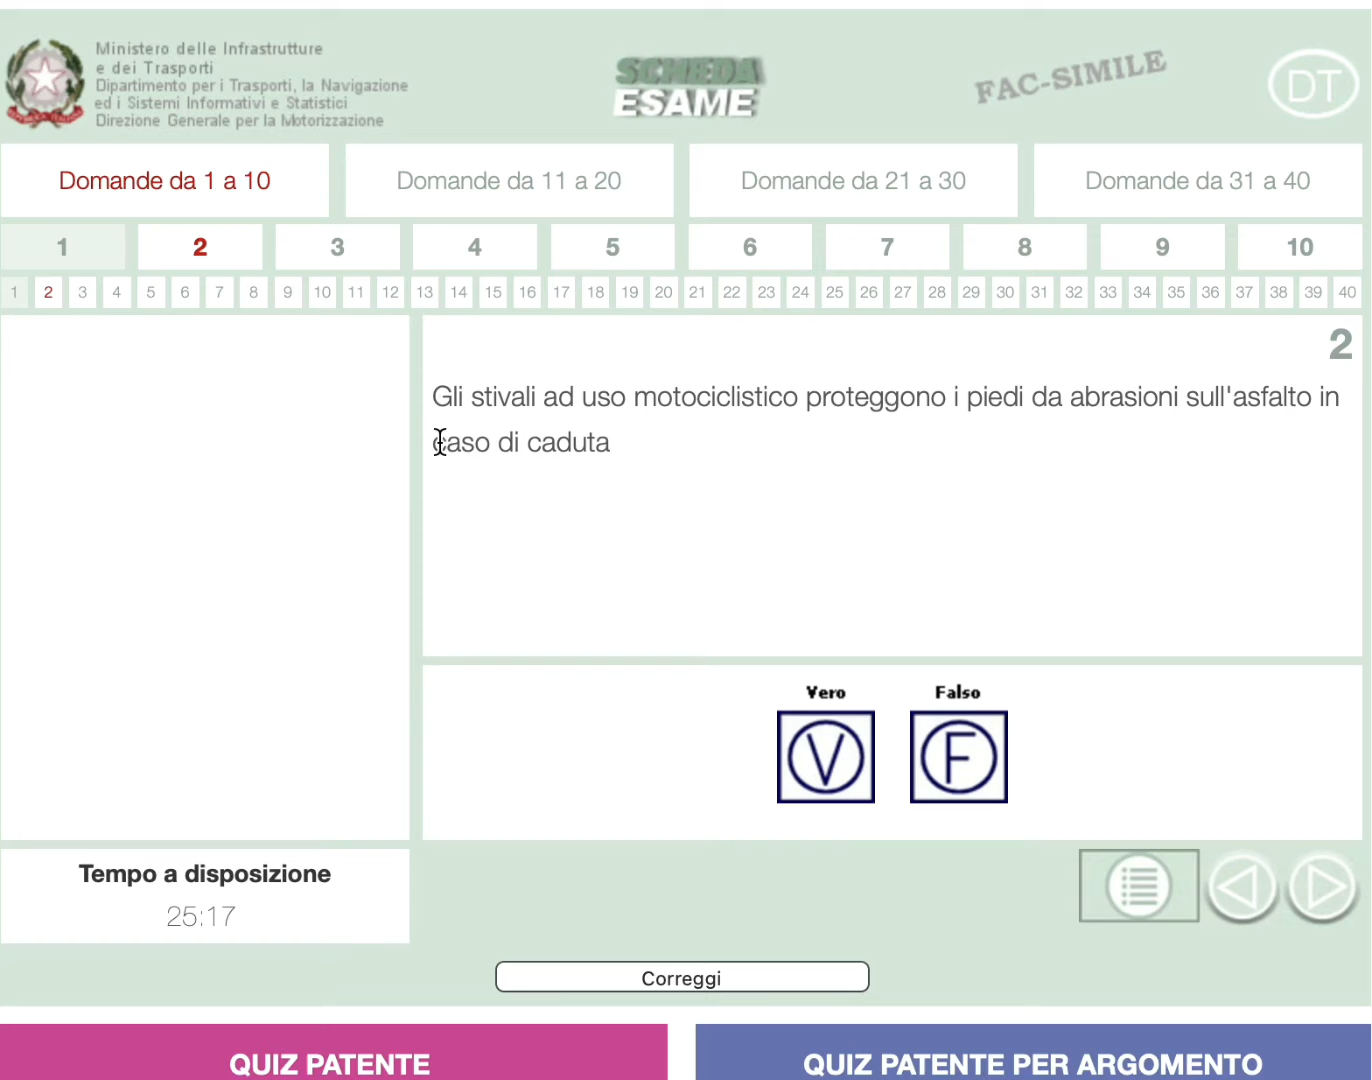 Ministero delle Infrastrutture
e dei Trasporti
Dipartimento per i Trasporti, la Navigazione
ed i Sistemi Informativi e Statistici
Direzione Generale per la Motorizzazione
SCHEDA
ESAME
FAC-SIMILE
DT
Domande da 1 a 10
Domande da 11 a 20
Domande da 21 a 30
Domande da 31 a 40
1 2 3 4 5 6 7 8 9 10
1 2 3 4 5 6 7 8 9 10 11 12 13 14 15 16 17 18 19 20 21 22 23 24 25 26 27 28 29 30 31 32 33 34 35 36 37 38 39 40
2
Gli stivali ad uso motociclistico proteggono i piedi da abrasioni sull'asfalto in
caso di caduta
Vero Falso
V F
Tempo a disposizione
25:17
Correggi
QUIZ PATENTE
QUIZ PATENTE PER ARGOMENTO